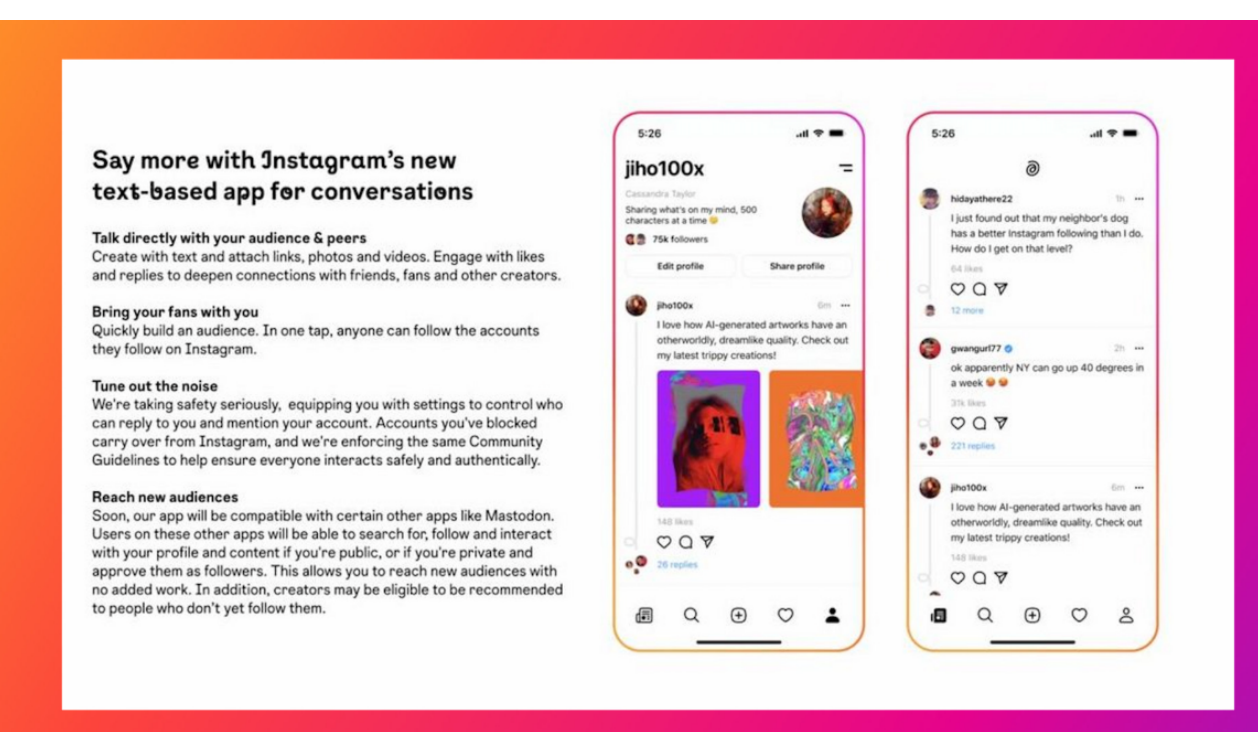 Say more with Instagram's new
text-based app for conversations
Talk directly with your audience & peers
Create with text and attach links, photos and videos. Engage with likes
and replies to deepen connections with friends, fans and other creators.
Bring your fans with you
Quickly build an audience. In one tap, anyone can follow the accounts
they follow on Instagram.
Tune out the noise
We're taking safety seriously, equipping you with settings to control who
can reply to you and mention your account. Accounts you've blocked
carry over from Instagram, and we're enforcing the same Community
Guidelines to help ensure everyone interacts safely and authentically.
Reach new audiences
Soon, our app will be compatible with certain other apps like Mastodon.
Users on these other apps will be able to search for, follow and interact
with your profile and content if you're public, or if you're private and
approve them as followers. This allows you to reach new audiences with
no added work. In addition, creators may be eligible to be recommended
to people who don't yet follow them.
5:26
jiho100x
Cassandra Taylor
Sharing what's on my mind, 500
characters at a time
75k followers
Edit profile
Share profile
jiho100x 6m
I love how AI-generated artworks have an
otherworldly, dreamlike quality. Check out
my latest trippy creations!
148 likes
26 replies
5:26
hidayathere22 1h
I just found out that my neighbor's dog
has a better Instagram following than I do.
How do I get on that level?
64 likes
12 more
gwangurl77 2h
ok apparently NY can go up 40 degrees in
a week
31k likes
221 replies
jiho100x 6m
I love how AI-generated artworks have an
otherworldly, dreamlike quality. Check out
my latest trippy creations!
148 likes